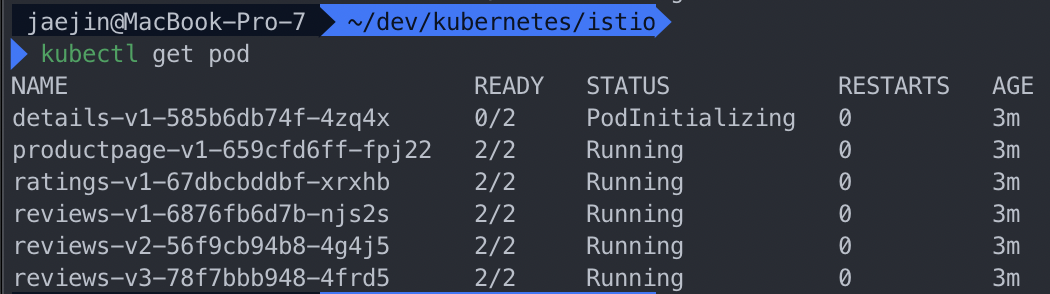 jaejin@MacBook-Pro-7 ~/dev/kubernetes/istio
kubectl get pod
NAME READY STATUS RESTARTS AGE
details-v1-585b6db74f-4zq4x 0/2 PodInitializing 0 3m
productpage-v1-659cfd6ff-fpj22 2/2 Running 0 3m
ratings-v1-67dbcbddbf-xrxhb 2/2 Running 0 3m
reviews-v1-6876fb6d7b-njs2s 2/2 Running 0 3m
reviews-v2-56f9cb94b8-4g4j5 2/2 Running 0 3m
reviews-v3-78f7bbb948-4frd5 2/2 Running 0 3m